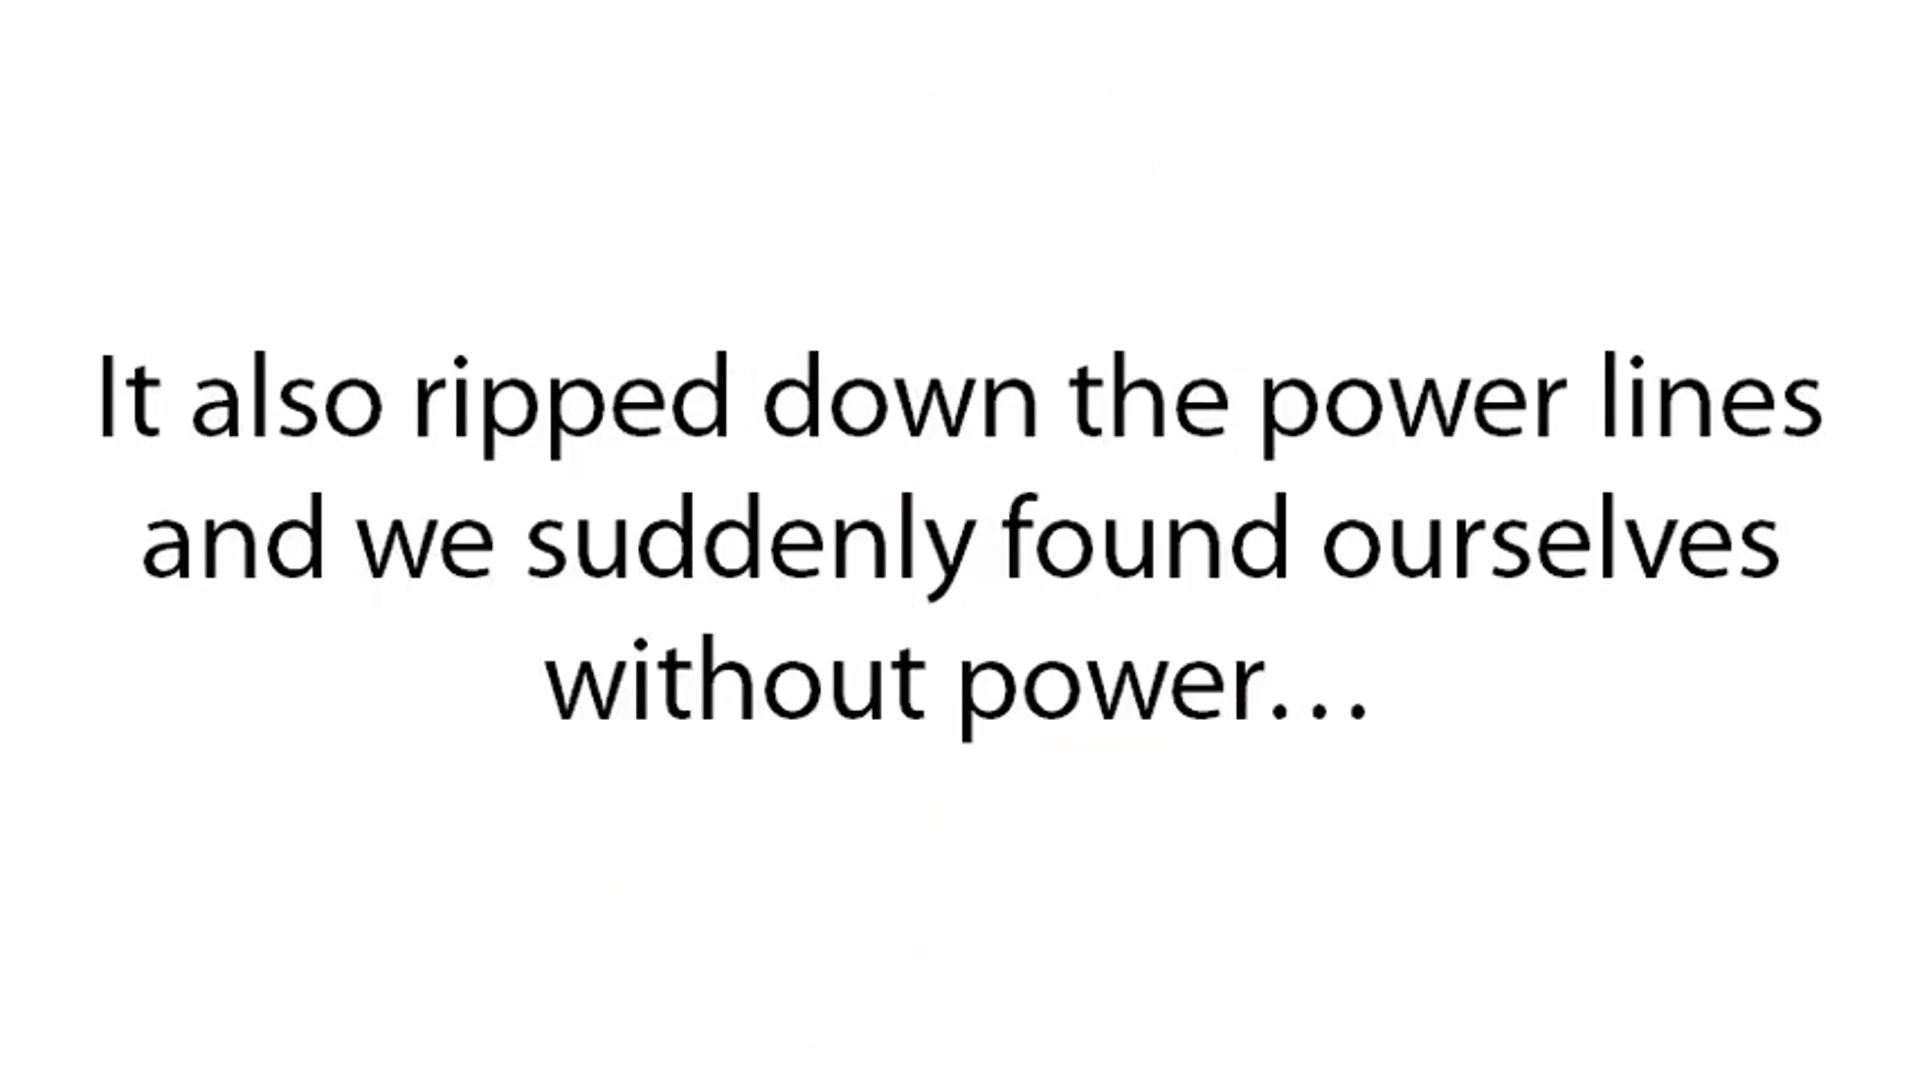 It also ripped down the power lines
and we suddenly found ourselves
without power…